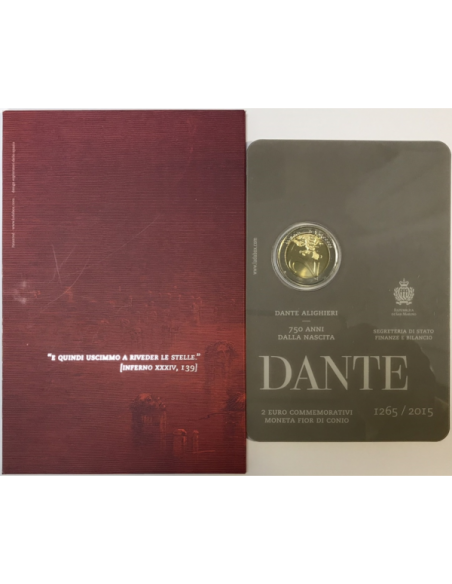 "E QUINDI USCIMMO A RIVEDER LE STELLE."
[INFERNO XXXIV, 139]
DANTE ALIGHIERI
750 ANNI
DALLA NASCITA
SEGRETERIA DI STATO
FINANZE E BILANCIO
DANTE
2 EURO COMMEMORATIVI
MONETA FIOR DI CONIO
1265 / 2015